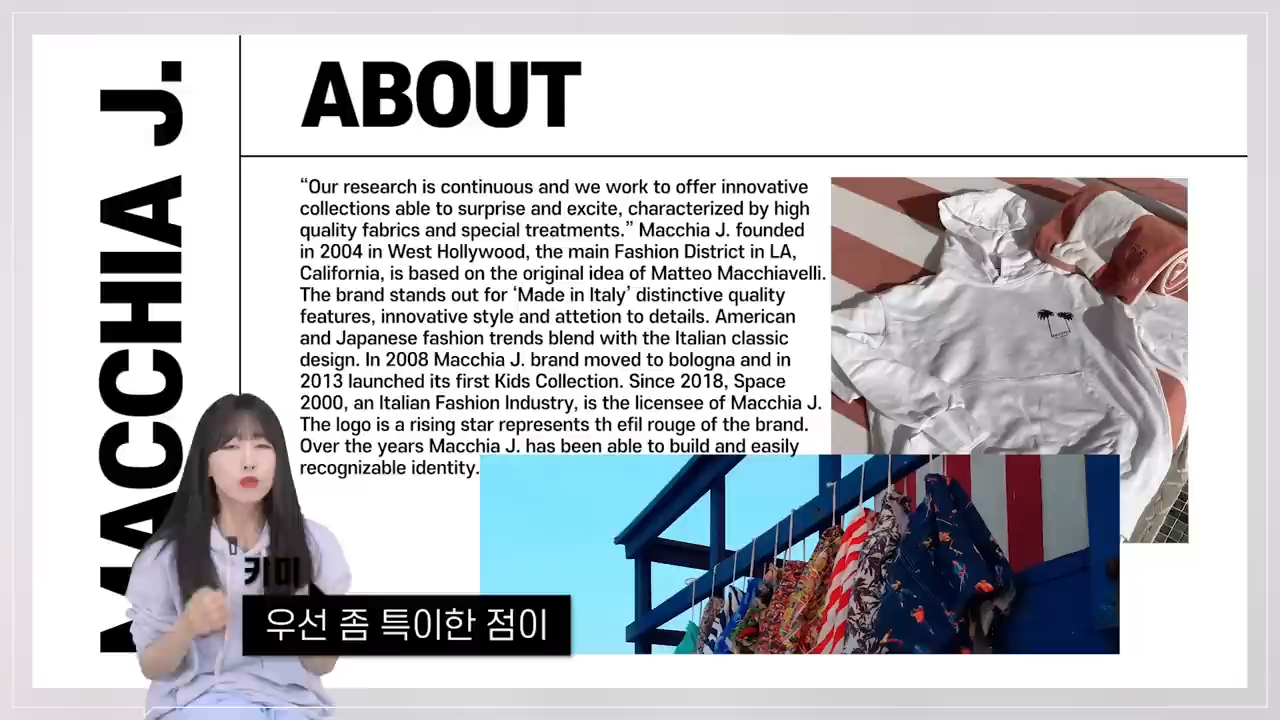 MACCHIA J.
ABOUT
“Our research is continuous and we work to offer innovative
collections able to surprise and excite, characterized by high
quality fabrics and special treatments.” Macchia J. founded
in 2004 in West Hollywood, the main Fashion District in LA,
California, is based on the original idea of Matteo Macchiavelli.
The brand stands out for ‘Made in Italy’ distinctive quality
features, innovative style and attetion to details. American
and Japanese fashion trends blend with the Italian classic
design. In 2008 Macchia J. brand moved to bologna and in
2013 launched its first Kids Collection. Since 2018, Space
2000, an Italian Fashion Industry, is the licensee of Macchia J.
The logo is a rising star represents th efil rouge of the brand.
Over the years Macchia J. has been able to build and easily
recognizable identity.
키미
우선 좀 특이한 점이